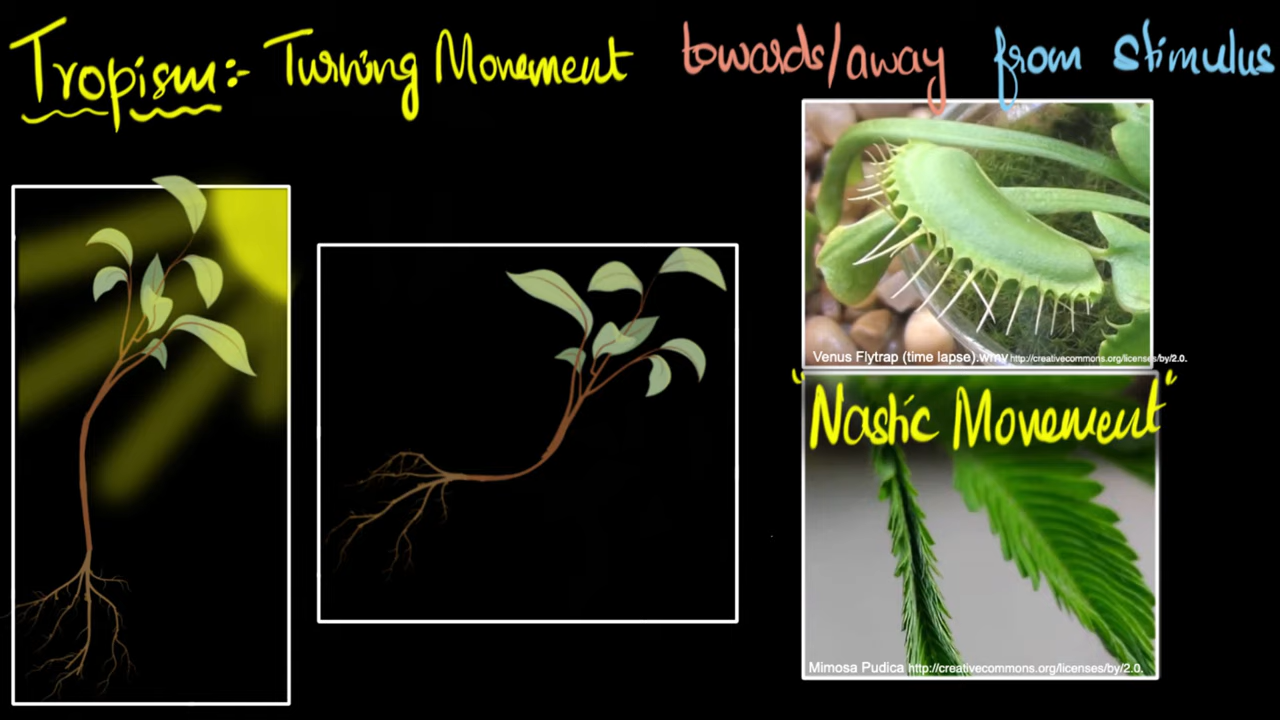 Tropism:- Turning Movement towards/away from Stimulus
Venus Flytrap (time lapse).wmv http://creativecommons.org/licenses/by/2.0.
"Nastic Movement"
Mimosa Pudica http://creativecommons.org/licenses/by/2.0.